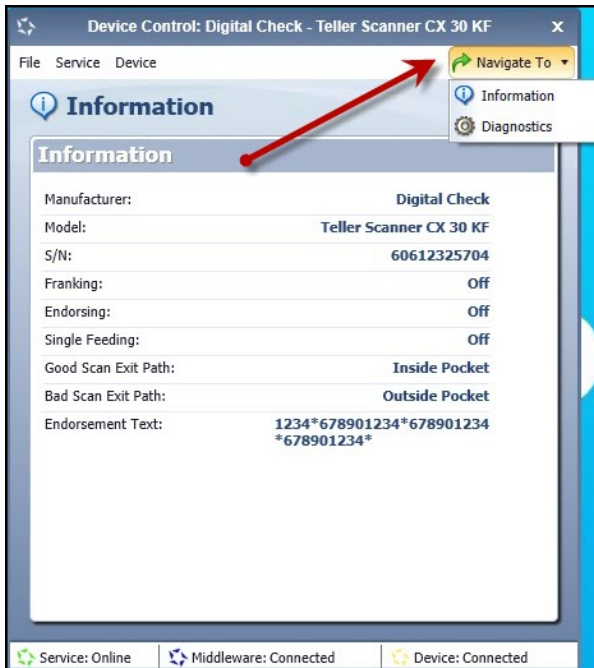 Device Control: Digital Check - Teller Scanner CX 30 KF x
File Service Device Navigate To
Information
Diagnostics
Information
Information
Manufacturer: Digital Check
Model: Teller Scanner CX 30 KF
S/N: 60612325704
Franking: Off
Endorsing: Off
Single Feeding: Off
Good Scan Exit Path: Inside Pocket
Bad Scan Exit Path: Outside Pocket
Endorsement Text: 1234*678901234*678901234
*678901234*
Service: Online Middleware: Connected Device: Connected